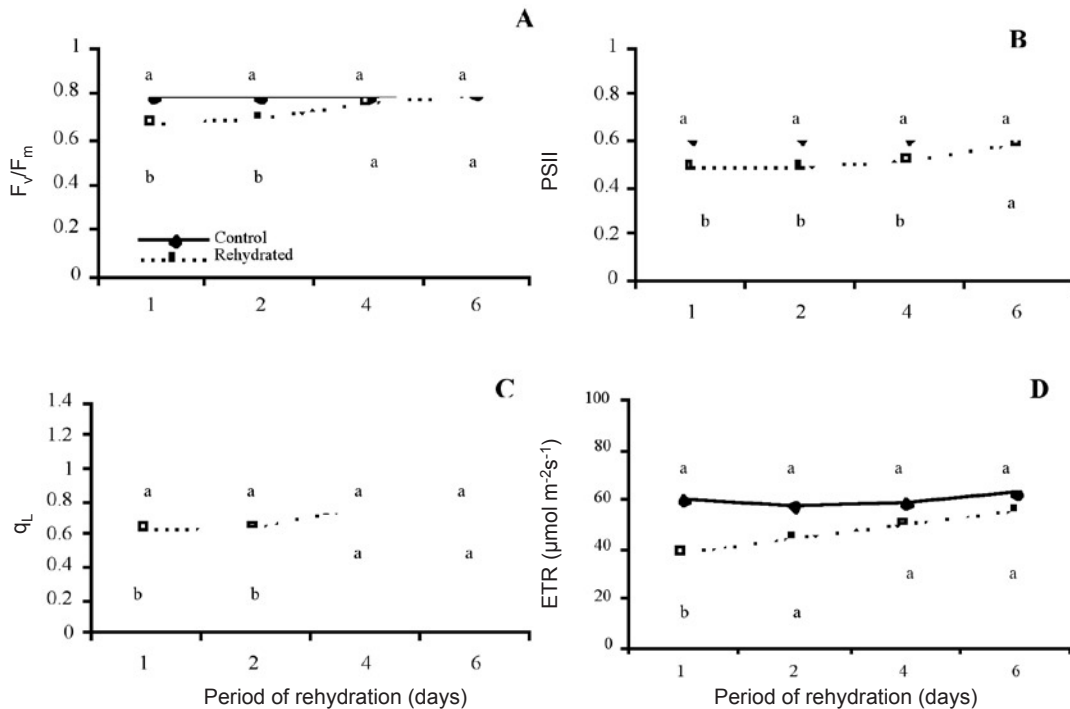 A
1
0.8
0.6
0.4
0.2
0
a a a a
b b a a
Control
Rehydrated
1 2 4 6
Fv/Fm
B
1
0.8
0.6
0.4
0.2
0
a a a a
b b b a
1 2 4 6
PSII
C
1.4
1.2
1
0.8
0.6
0.4
0.2
0
a a a a
b b a a
1 2 4 6
qL
Period of rehydration (days)
D
100
80
60
40
60
0
a a a a
b a a a
1 2 4 6
ETR (µmol m-2s-1)
Period of rehydration (days)